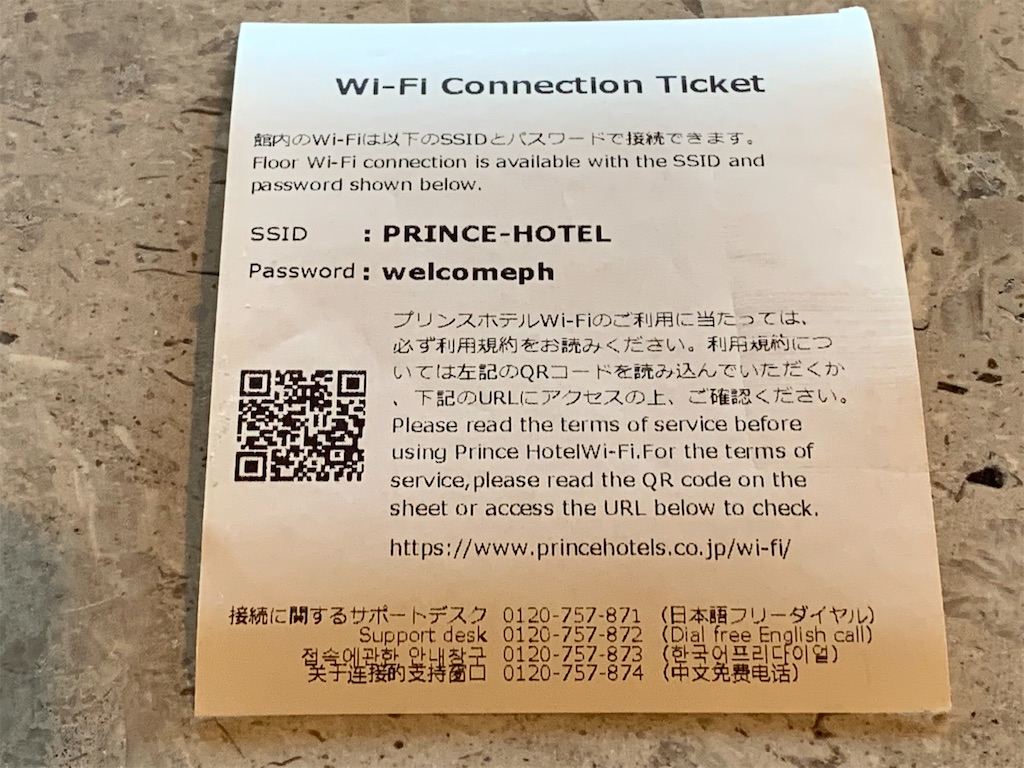 Wi-Fi Connection Ticket
館内のWi-Fiは以下のSSIDとパスワードで接続できます。
Floor Wi-Fi connection is available with the SSID and
password shown below.
SSID : PRINCE-HOTEL
Password : welcomeph
プリンスホテルWi-Fiのご利用に当たっては、
必ず利用規約をお読みください。利用規約につ
いては左記のQRコードを読み込んでいただくか
、下記のURLにアクセスの上、ご確認ください。
Please read the terms of service before
using Prince HotelWi-Fi.For the terms of
service,please read the QR code on the
sheet or access the URL below to check.
https://www.princehotels.co.jp/wi-fi/
接続に関するサポートデスク 0120-757-871 (日本語フリーダイヤル)
Support desk 0120-757-872 (Dial free English call)
접속에관한 안내창구 0120-757-873 (한국어프리다이얼)
关于连接的支持窗口 0120-757-874 (中文免费电话)